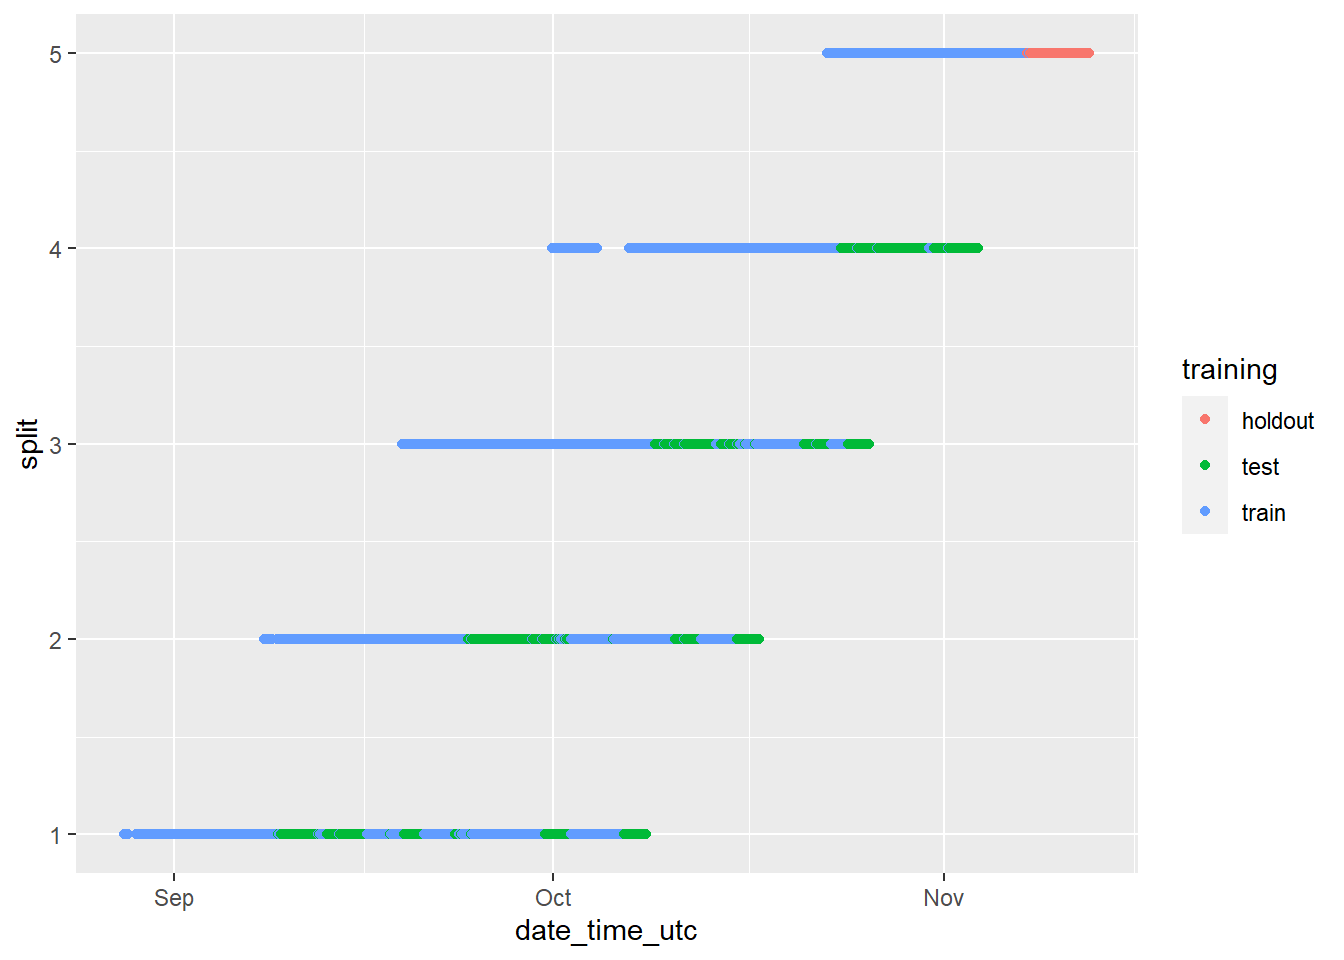 5
4
3
2
1
split
Sep
Oct
Nov
date_time_utc
training
holdout
test
train